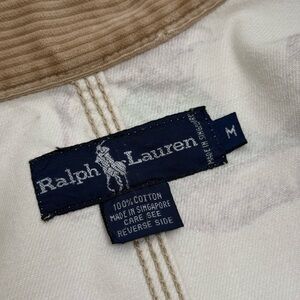 Ralph Lauren
MADE IN SINGAPORE
M
100% COTTON
MADE IN SINGAPORE
CARE SEE
REVERSE SIDE